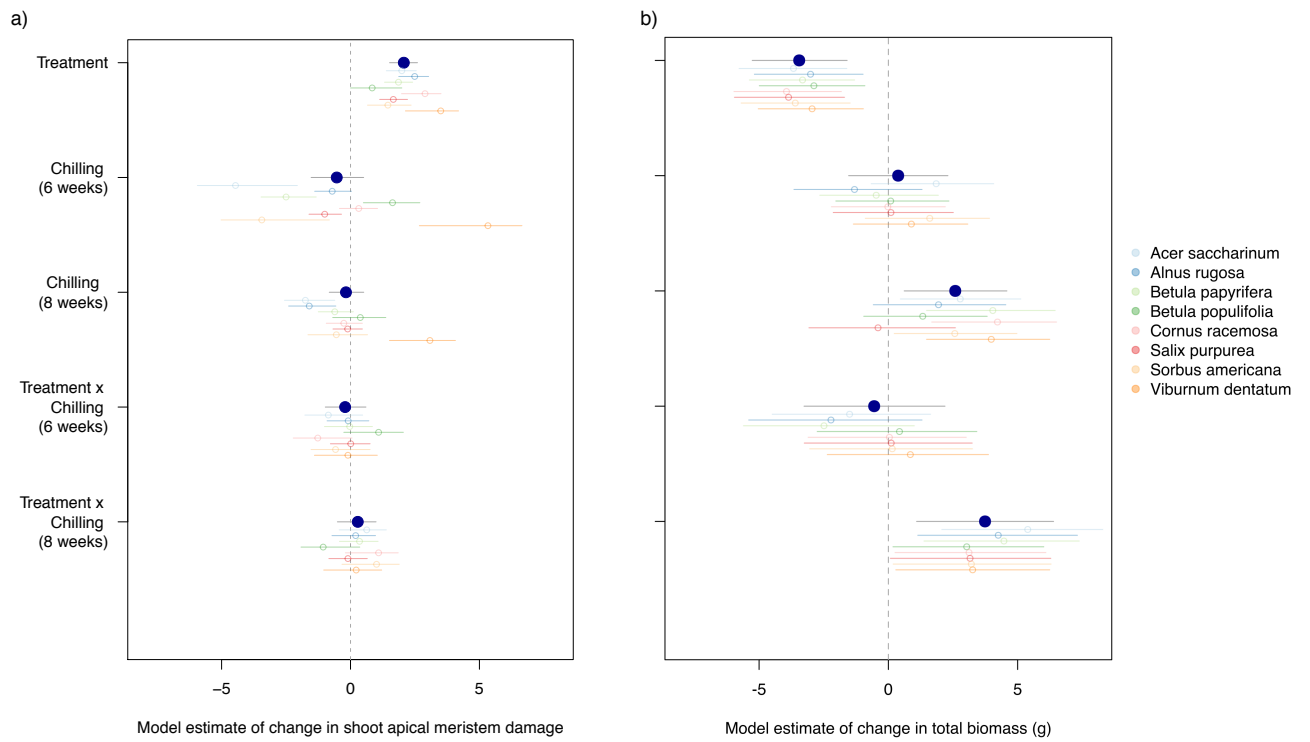 a)
Treatment
Chilling
(6 weeks)
Chilling
(8 weeks)
Treatment x
Chilling
(6 weeks)
Treatment x
Chilling
(8 weeks)
−5
0
5
Model estimate of change in shoot apical meristem damage
b)
-5
0
5
Model estimate of change in total biomass (g)
Acer saccharinum
Alnus rugosa
Betula papyrifera
Betula populifolia
Cornus racemosa
Salix purpurea
Sorbus americana
Viburnum dentatum